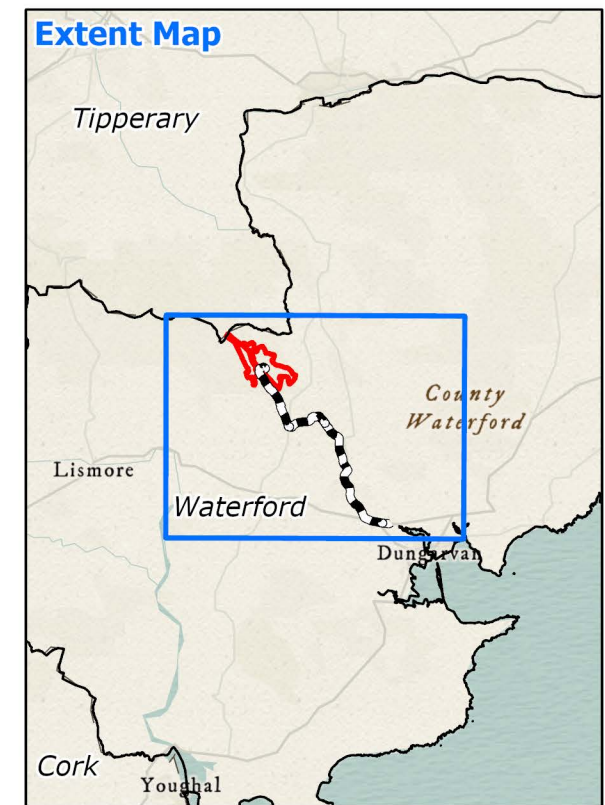 Extent Map
Tipperary
County
Waterford
Lismore
Waterford
Dungarvan
Cork
Youghal